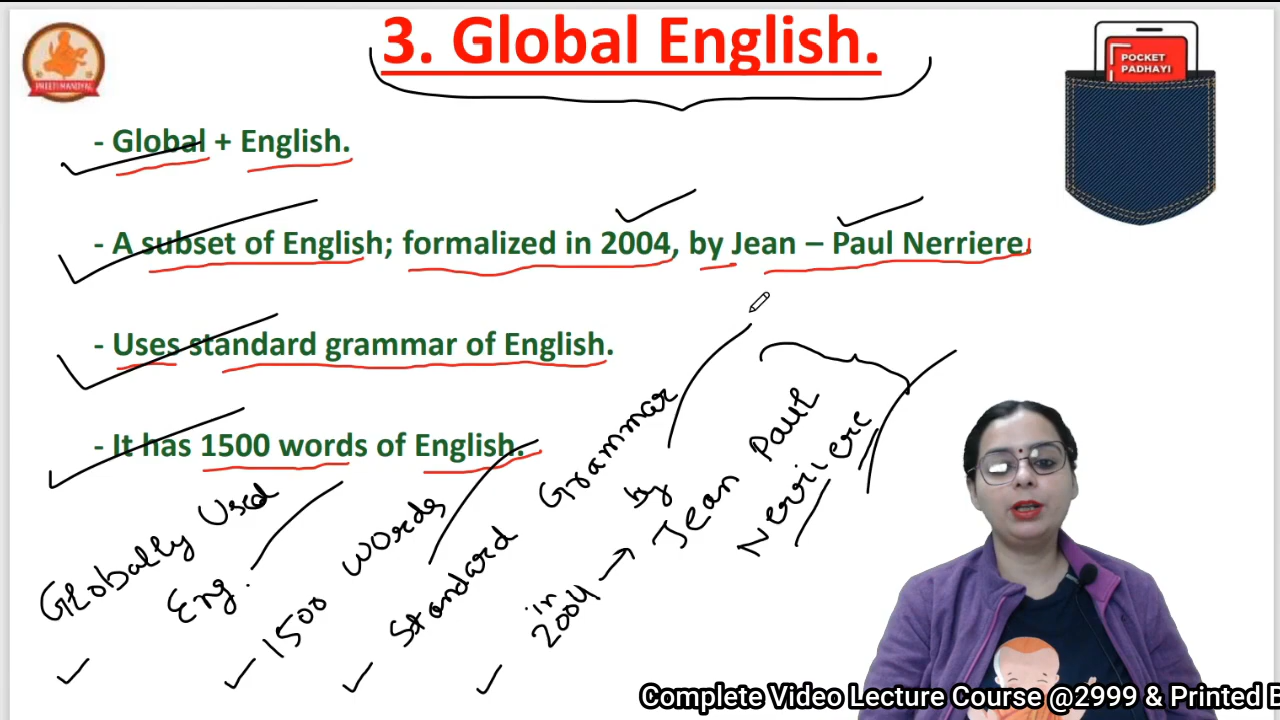 3. Global English.
PREETI MANDYAL
POCKET
PADHAYI
- Global + English.
- A subset of English; formalized in 2004, by Jean – Paul Nerriere.
- Uses standard grammar of English.
- It has 1500 words of English.
Globally Used
Eng.
1500 words
Standard Grammar
in
2004 → by
Jean Paul
Nerriere
Complete Video Lecture Course @2999 & Printed